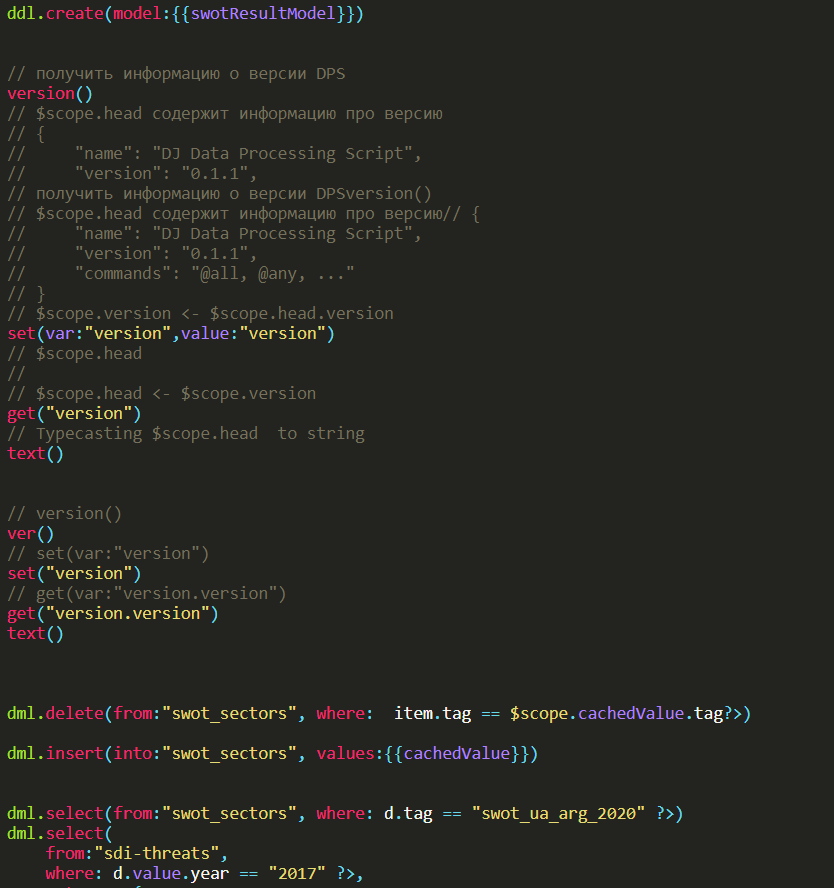 ddl.create(model:{{swotResultModel}})
// получить информацию о версии DPS
version()
// $scope.head содержит информацию про версию
// {
//     "name": "DJ Data Processing Script",
//     "version": "0.1.1",
// получить информацию о версии DPSversion()
// $scope.head содержит информацию про версию// {
//     "name": "DJ Data Processing Script",
//     "version": "0.1.1",
//     "commands": "@all, @any, ..."
// }
// $scope.version <- $scope.head.version
set(var:"version",value:"version")
// $scope.head
//
// $scope.head <- $scope.version
get("version")
// Typecasting $scope.head  to string
text()
// version()
ver()
// set(var:"version")
set("version")
// get(var:"version.version")
get("version.version")
text()
dml.delete(from:"swot_sectors", where:  item.tag == $scope.cachedValue.tag?>)
dml.insert(into:"swot_sectors", values:{{cachedValue}})
dml.select(from:"swot_sectors", where: d.tag == "swot_ua_arg_2020" ?>)
dml.select(
    from:"sdi-threats",
    where: d.value.year == "2017" ?>,